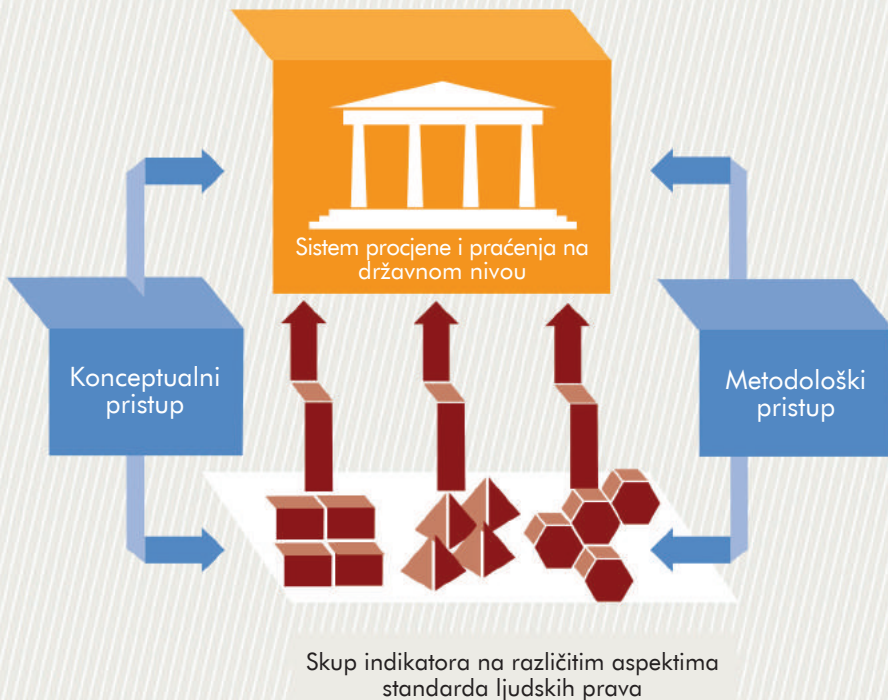 Sistem procjene i praćenja na
državnom nivou
Konceptualni
pristup
Metodološki
pristup
Skup indikatora na različitim aspektima
standarda ljudskih prava